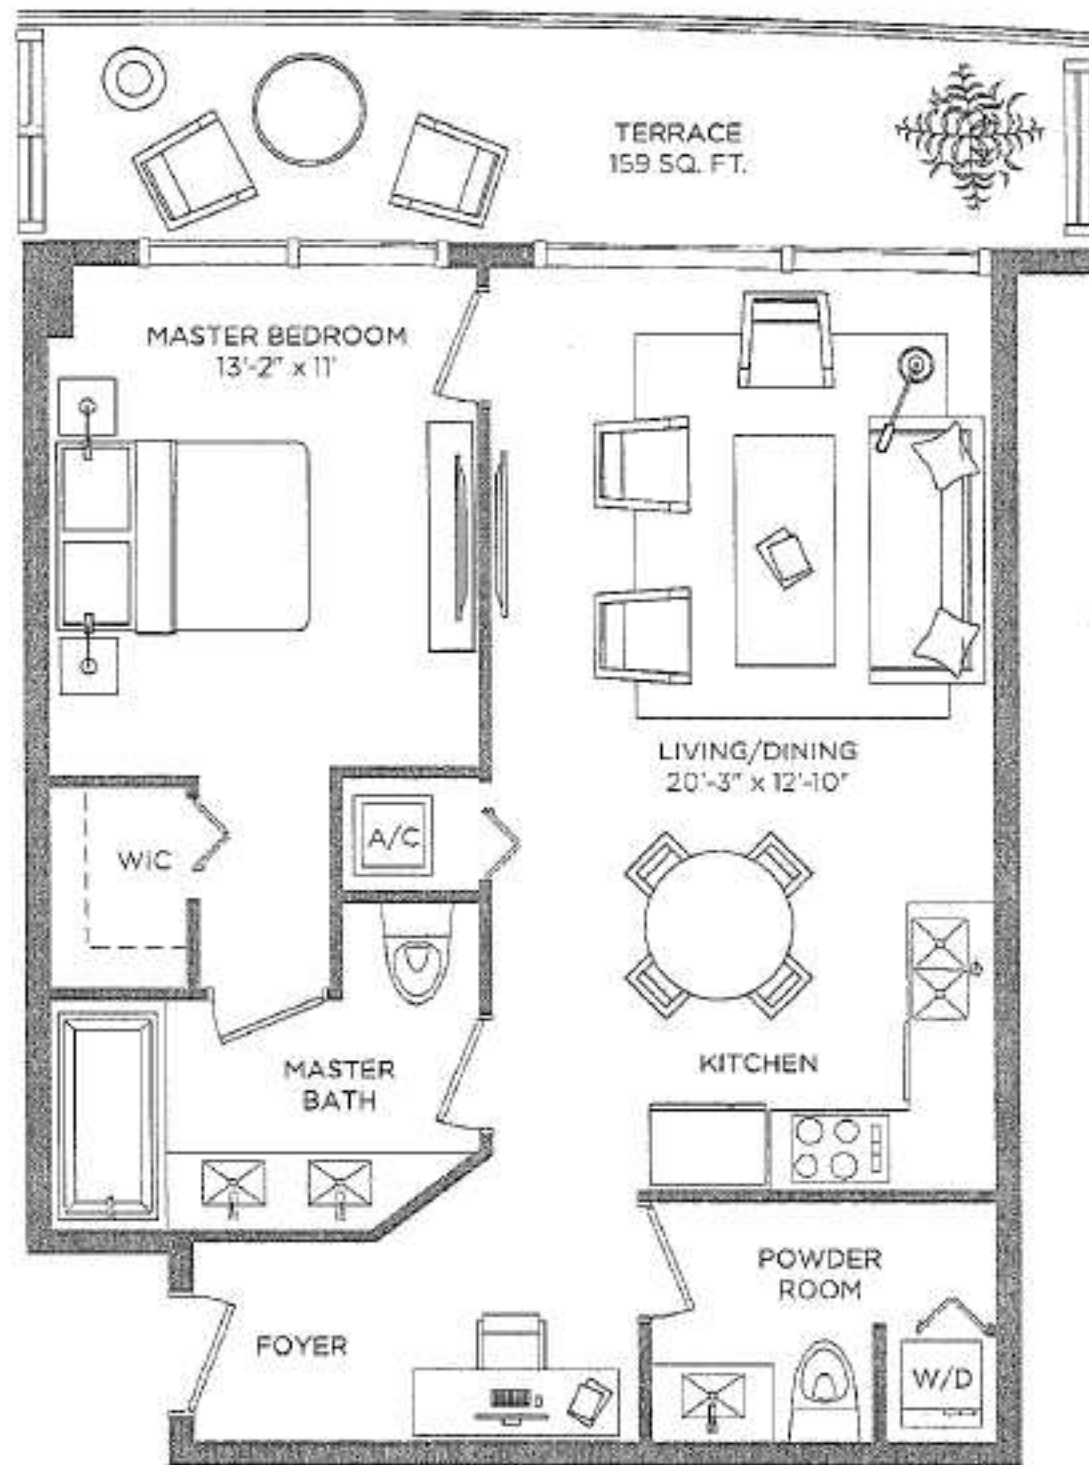 TERRACE
159 SQ. FT.
MASTER BEDROOM
13'-2" x 11'
LIVING/DINING
20'-3" x 12'-10"
A/C
WIC
KITCHEN
MASTER
BATH
POWDER
ROOM
FOYER
W/D